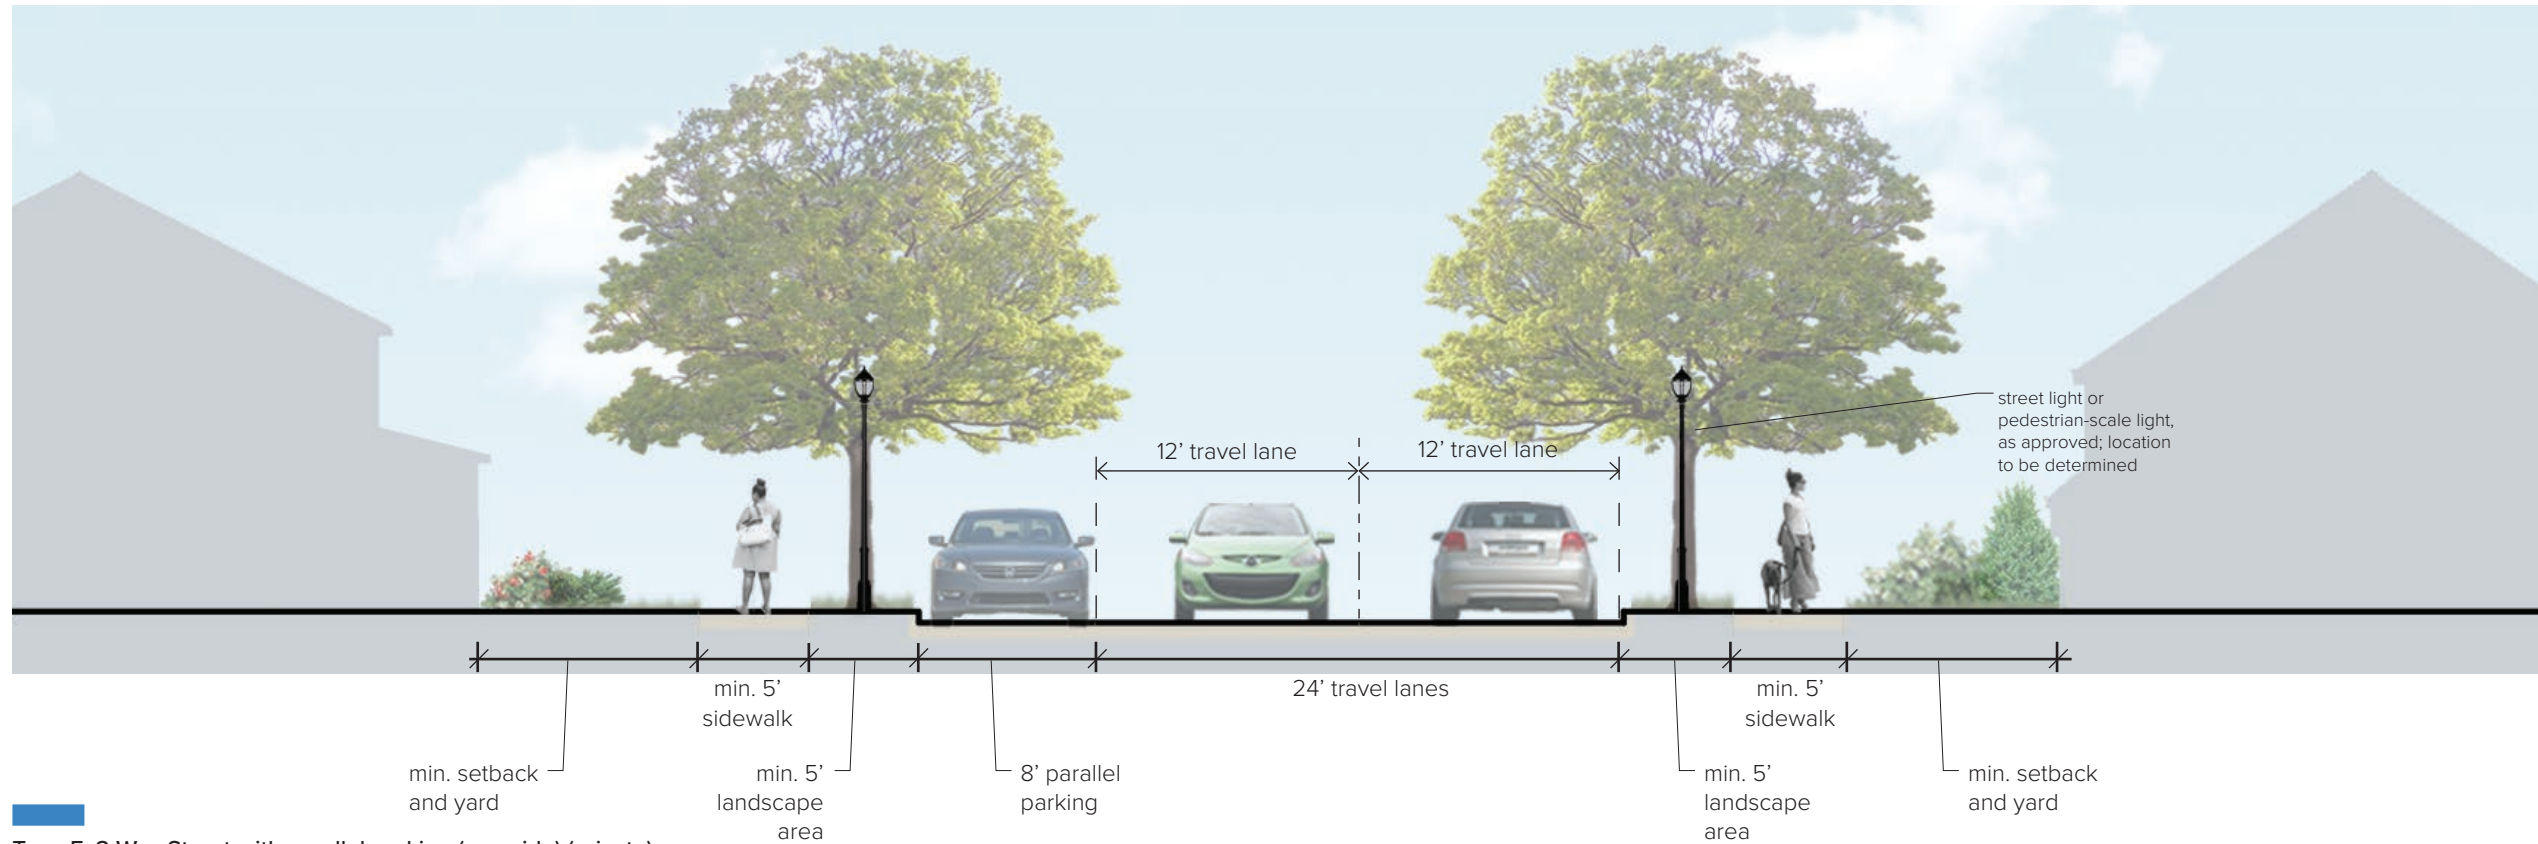 12’ travel lane
12’ travel lane
street light or
pedestrian-scale light,
as approved; location
to be determined
min. 5’
sidewalk
24’ travel lanes
min. 5’
sidewalk
min. setback
and yard
min. 5’
landscape
area
8’ parallel
parking
min. 5’
landscape
area
min. setback
and yard